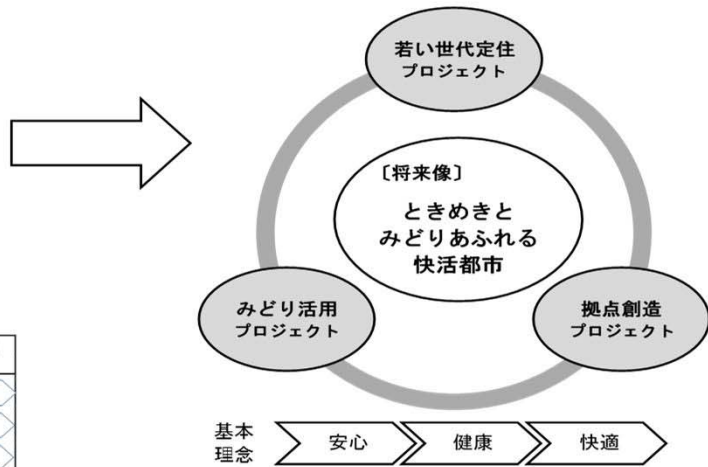 若い世代定住
プロジェクト
〔将来像〕
ときめきと
みどりあふれる
快活都市
みどり活用
プロジェクト
拠点創造
プロジェクト
基本
理念
安心
健康
快適